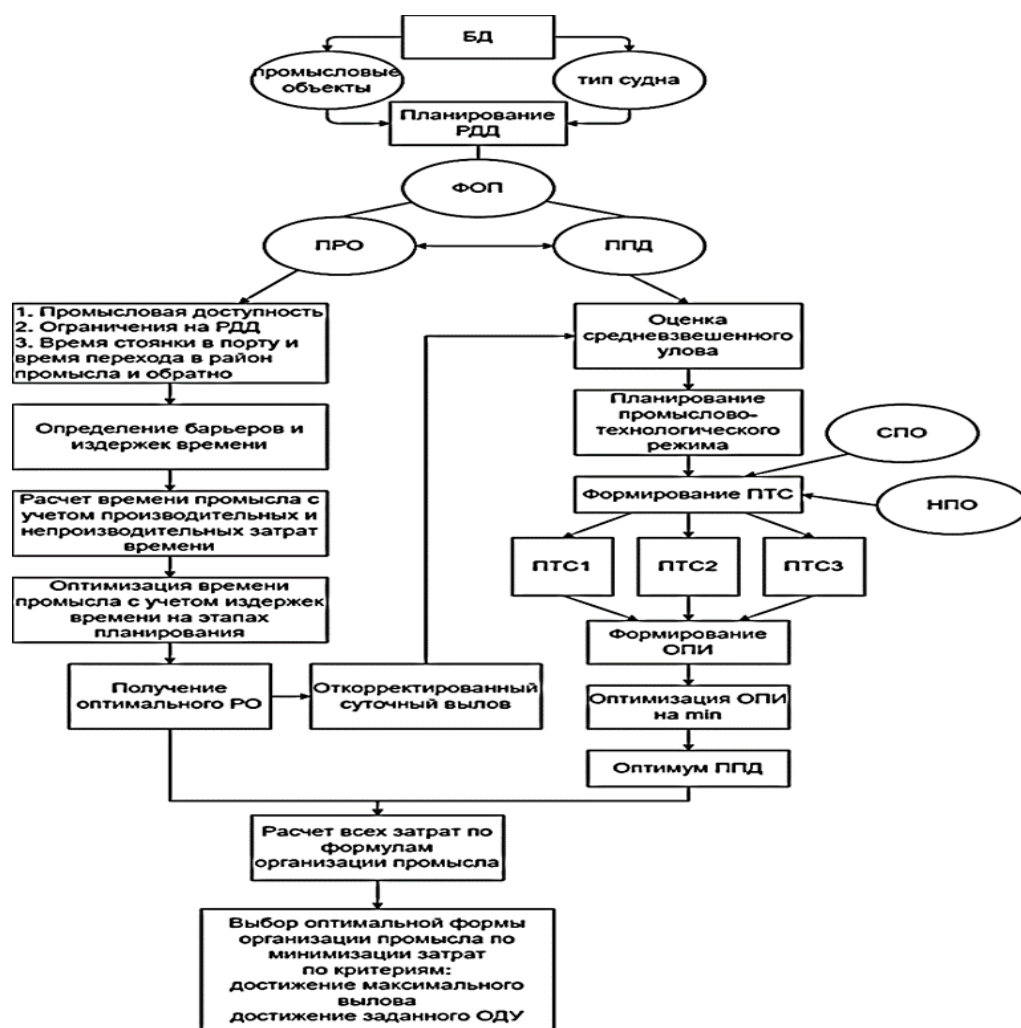 БД
промысловые
объекты
тип судна
Планирование
РДД
ФОП
ПРО
ППД
1. Промысловая доступность
2. Ограничения на РДД
3. Время стоянки в порту и
время перехода в район
промысла и обратно
Оценка
средневзвешенного
улова
Определение барьеров и
издержек времени
Планирование
промыслово-
технологического
режима
СПО
Расчет времени промысла с
учетом производительных и
непроизводительных затрат
времени
Формирование ПТС
НПО
ПТС1
ПТС2
ПТС3
Оптимизация времени
промысла с учетом издержек
времени на этапах
планирования
Формирование
ОПИ
Получение
оптимального РО
Откорректированный
суточный вылов
Оптимизация ОПИ
на min
Оптимум ППД
Расчет всех затрат по
формулам
организации промысла
Выбор оптимальной формы
организации промысла по
минимизации затрат
по критериям:
достижение максимального
вылова
достижение заданного ОДУ